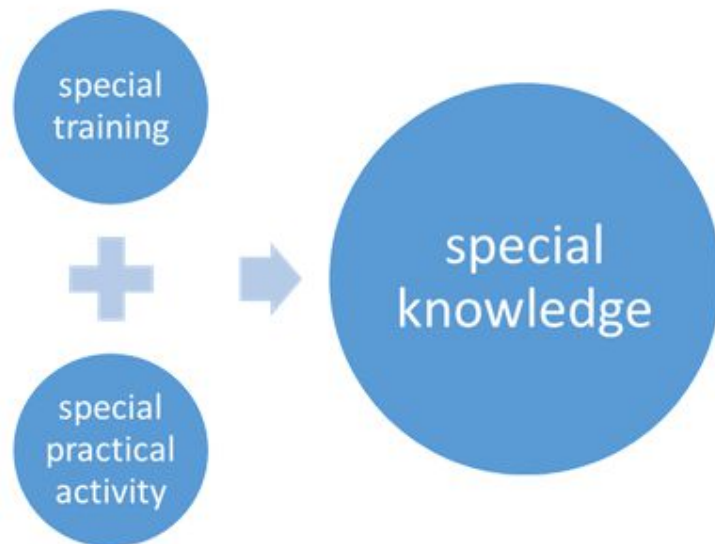 special
training
special
practical
activity
special
knowledge